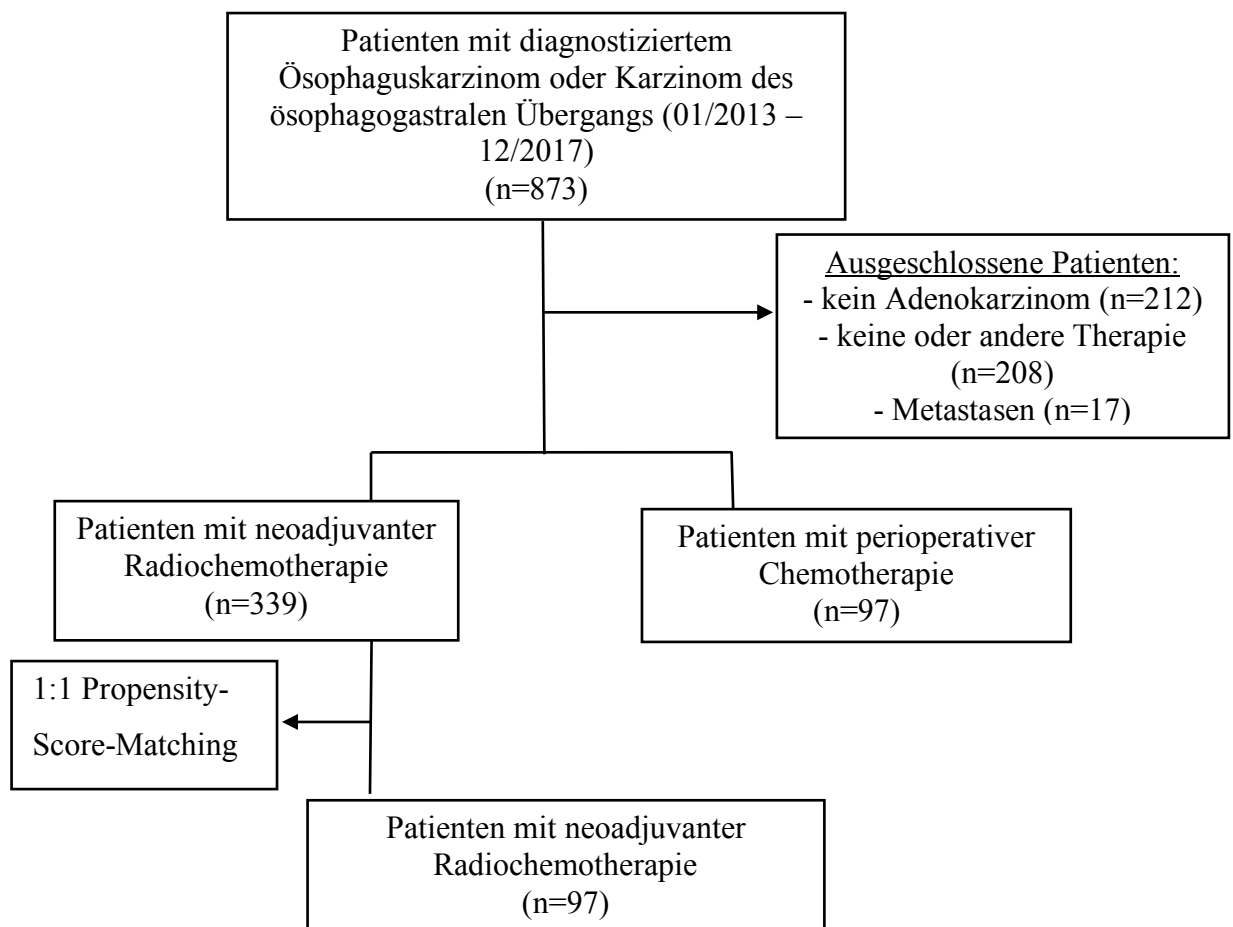 Patienten mit diagnostiziertem
Ösophaguskarzinom oder Karzinom des
ösophagogastralen Übergangs (01/2013 –
12/2017)
(n=873)
Ausgeschlossene Patienten:
- kein Adenokarzinom (n=212)
- keine oder andere Therapie
(n=208)
- Metastasen (n=17)
Patienten mit neoadjuvanter
Radiochemotherapie
(n=339)
Patienten mit perioperativer
Chemotherapie
(n=97)
1:1 Propensity-
Score-Matching
Patienten mit neoadjuvanter
Radiochemotherapie
(n=97)